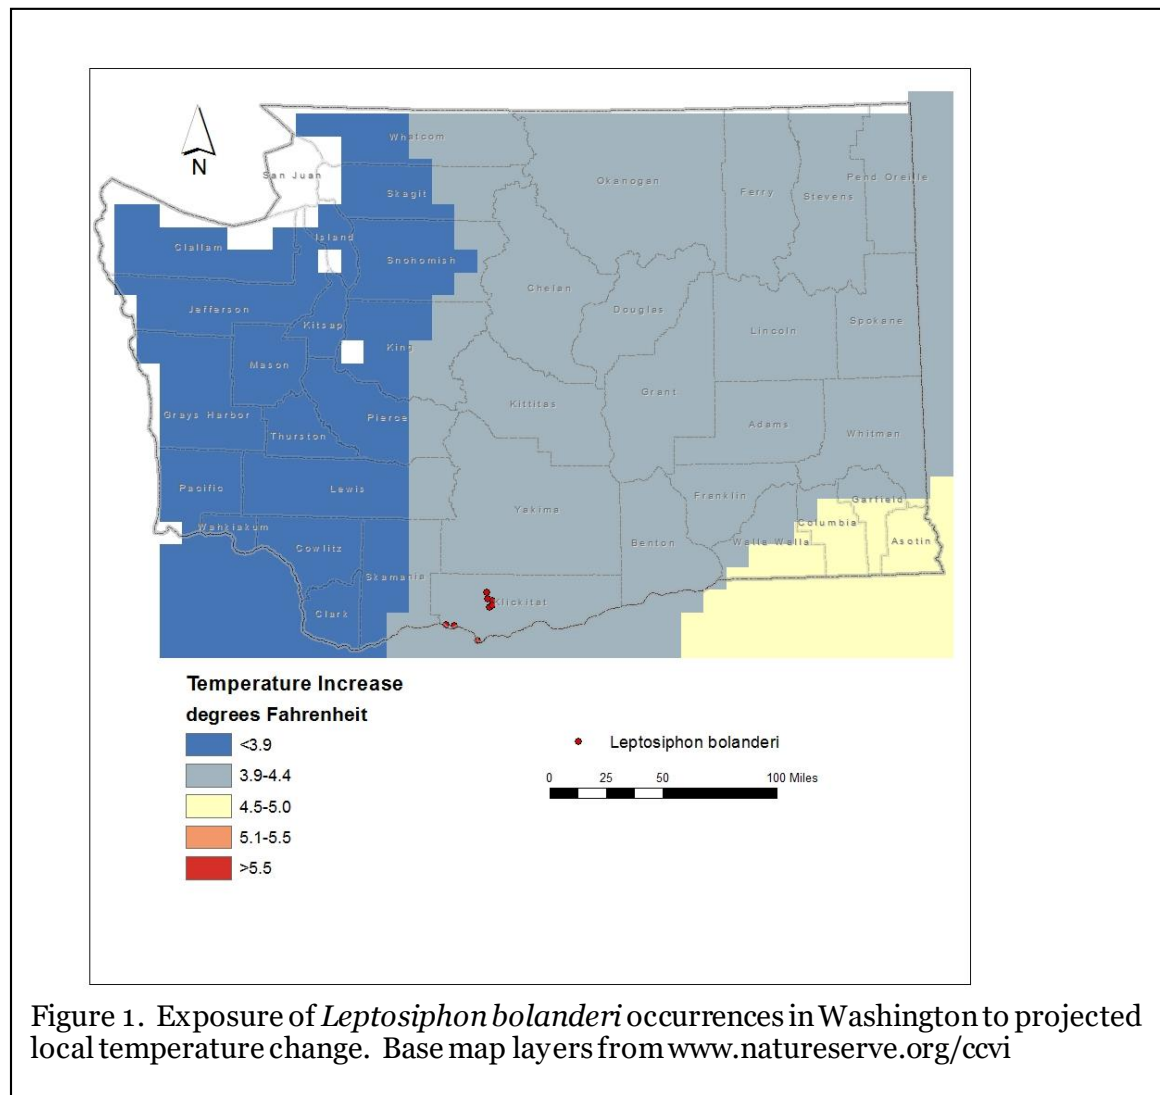 N
San Juan
Whatcom
Okanogan
Ferry
Stevens
Pend Oreille
Skagit
Island
Clallam
Snohomish
Chelan
Jefferson
Douglas
Kitsap
Lincoln
Spokane
King
Mason
Grant
Kittitas
Grays Harbor
Pierce
Adams
Thurston
Whitman
Pacific
Lewis
Yakima
Franklin
Garfield
Wahkiakum
Columbia
Cowlitz
Benton
Walla Walla
Asotin
Skamania
Klickitat
Clark
Temperature Increase
degrees Fahrenheit
<3.9
3.9-4.4
4.5-5.0
5.1-5.5
>5.5
Leptosiphon bolanderi
0 25 50 100 Miles
Figure 1. Exposure of Leptosiphon bolanderi occurrences in Washington to projected
local temperature change. Base map layers from www.natureserve.org/ccvi